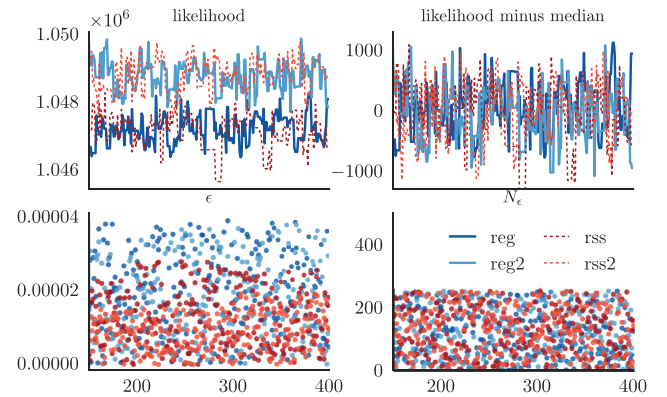 likelihood
likelihood minus median
×10⁶
1.050
1.048
1.046
1000
0
−1000
ϵ
N_ϵ
0.00004
0.00002
0.00000
400
200
0
reg
rss
reg2
rss2
200
300
400
200
300
400